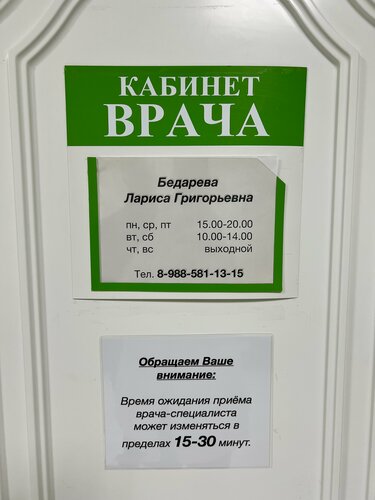 КАБИНЕТ
ВРАЧА
Бедарева
Лариса Григорьевна
пн, ср, пт 15.00-20.00
вт, сб 10.00-14.00
чт, вс выходной
Тел. 8-988-581-13-15
Обращаем Ваше
внимание:
Время ожидания приёма
врача-специалиста
может изменяться в
пределах 15-30 минут.